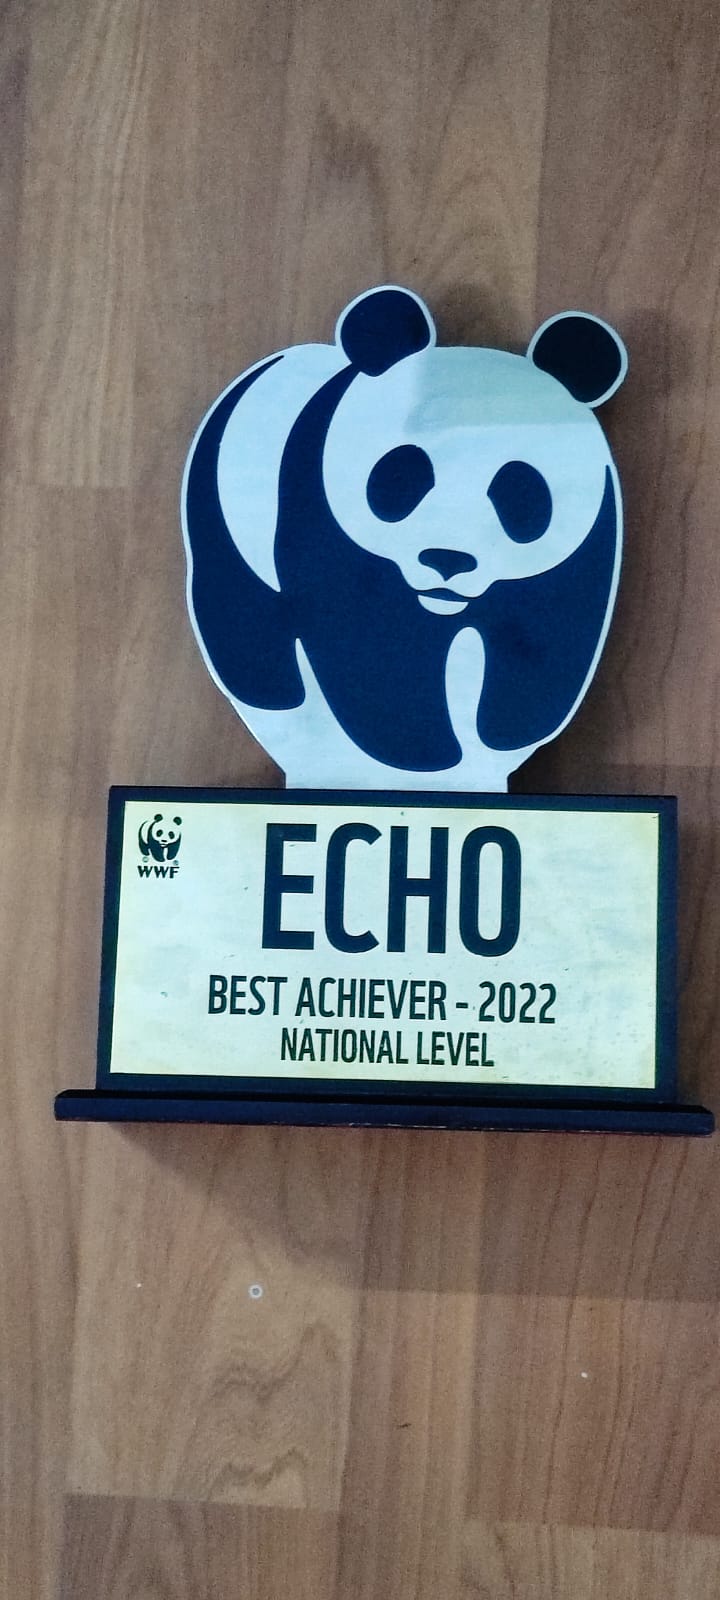 WWF
ECHO
BEST ACHIEVER - 2022
NATIONAL LEVEL